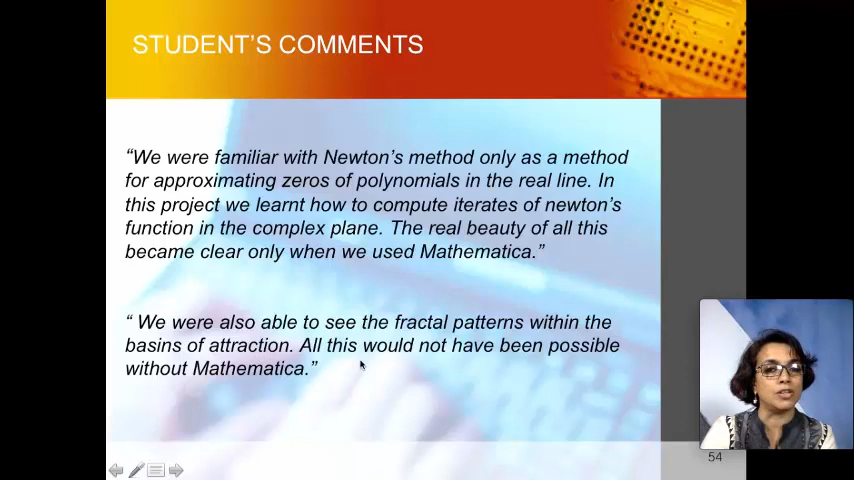 STUDENT'S COMMENTS
“We were familiar with Newton's method only as a method
for approximating zeros of polynomials in the real line. In
this project we learnt how to compute iterates of newton's
function in the complex plane. The real beauty of all this
became clear only when we used Mathematica.”
“ We were also able to see the fractal patterns within the
basins of attraction. All this would not have been possible
without Mathematica.”
54